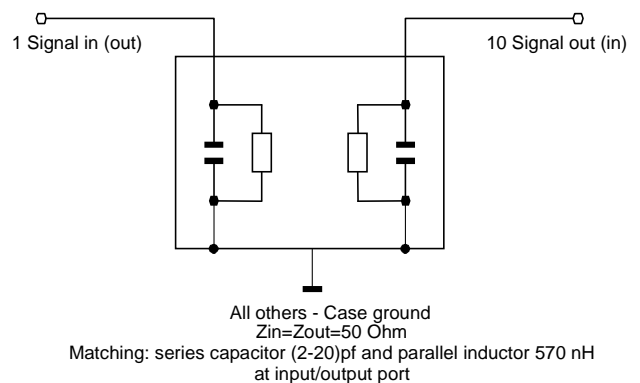 1 Signal in (out)
10 Signal out (in)
All others - Case ground
Zin=Zout=50 Ohm
Matching: series capacitor (2-20)pf and parallel inductor 570 nH
at input/output port